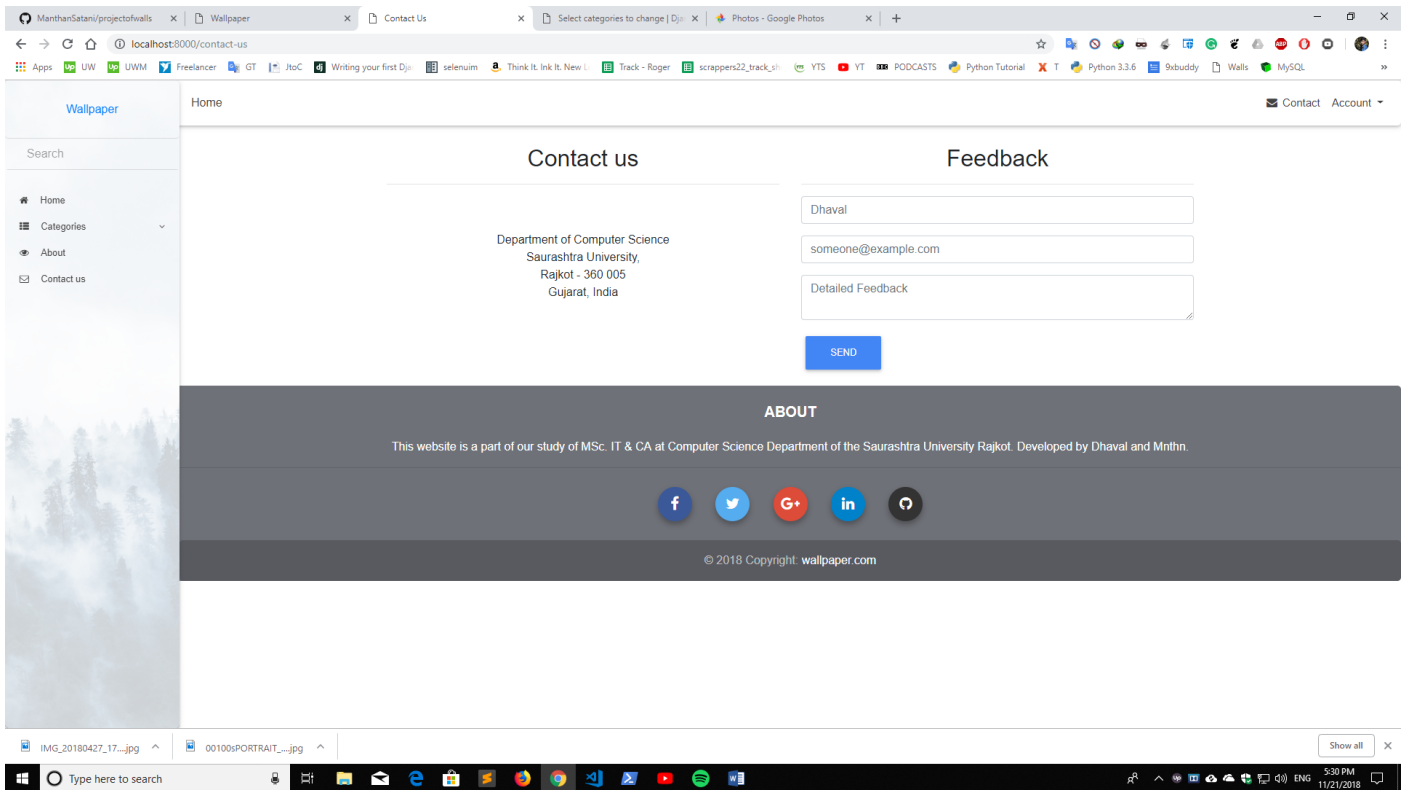 ManthanSatani/projectofwalls
Wallpaper
Contact Us
Select categories to change | Dja
Photos - Google Photos
localhost:8000/contact-us
Apps
UW
UWM
Freelancer
GT
JtoC
Writing your first Dja
selenuim
Think It. Ink It. New L
Track - Roger
scrappers22_track_sh
YTS
YT
PODCASTS
Python Tutorial
T
Python 3.3.6
9xbuddy
Walls
MySQL
Wallpaper
Home
Contact Account
Search
Home
Categories
About
Contact us
Contact us
Department of Computer Science
Saurashtra University,
Rajkot - 360 005
Gujarat, India
Feedback
Dhaval
someone@example.com
Detailed Feedback
SEND
ABOUT
This website is a part of our study of MSc. IT & CA at Computer Science Department of the Saurashtra University Rajkot. Developed by Dhaval and Mnthn.
© 2018 Copyright: wallpaper.com
IMG_20180427_17....jpg
00100sPORTRAIT_....jpg
Show all
Type here to search
ENG
5:30 PM
11/21/2018